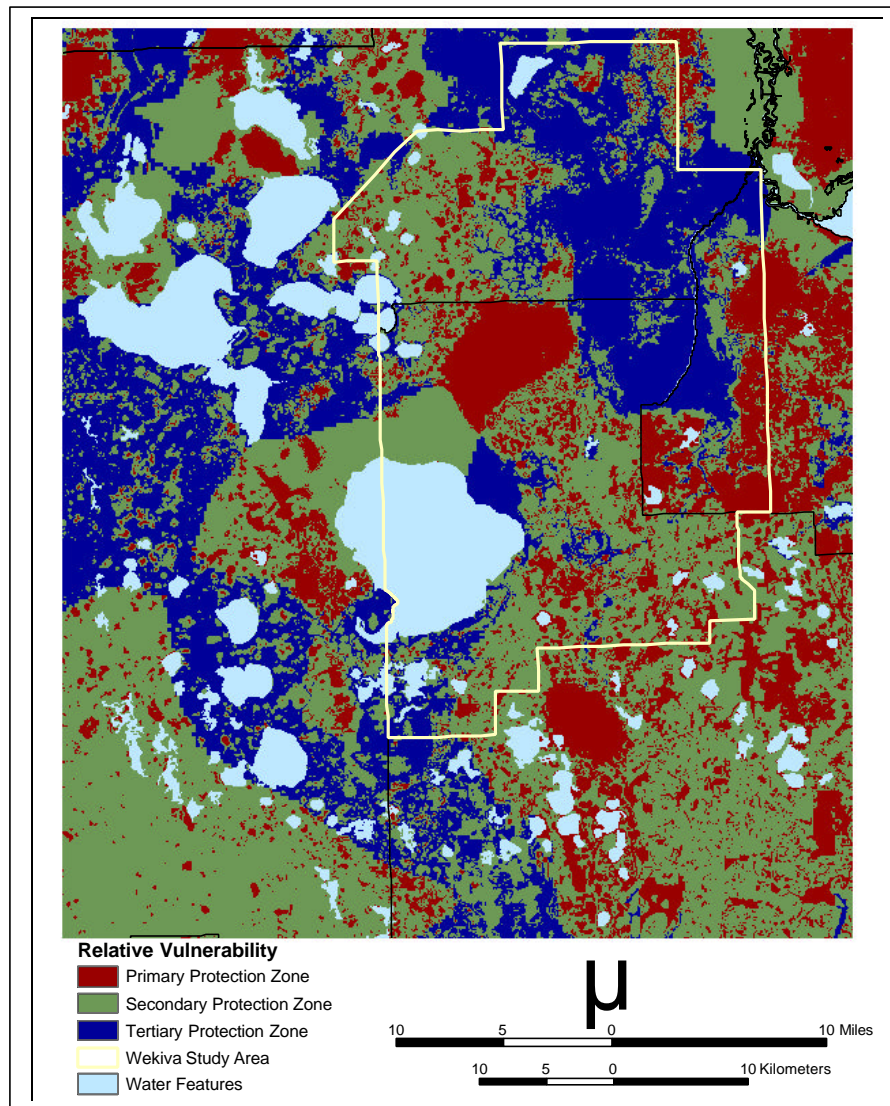 Relative Vulnerability
Primary Protection Zone
Secondary Protection Zone
Tertiary Protection Zone
Wekiva Study Area
Water Features
µ
10 5 0 10 Miles
10 5 0 10 Kilometers